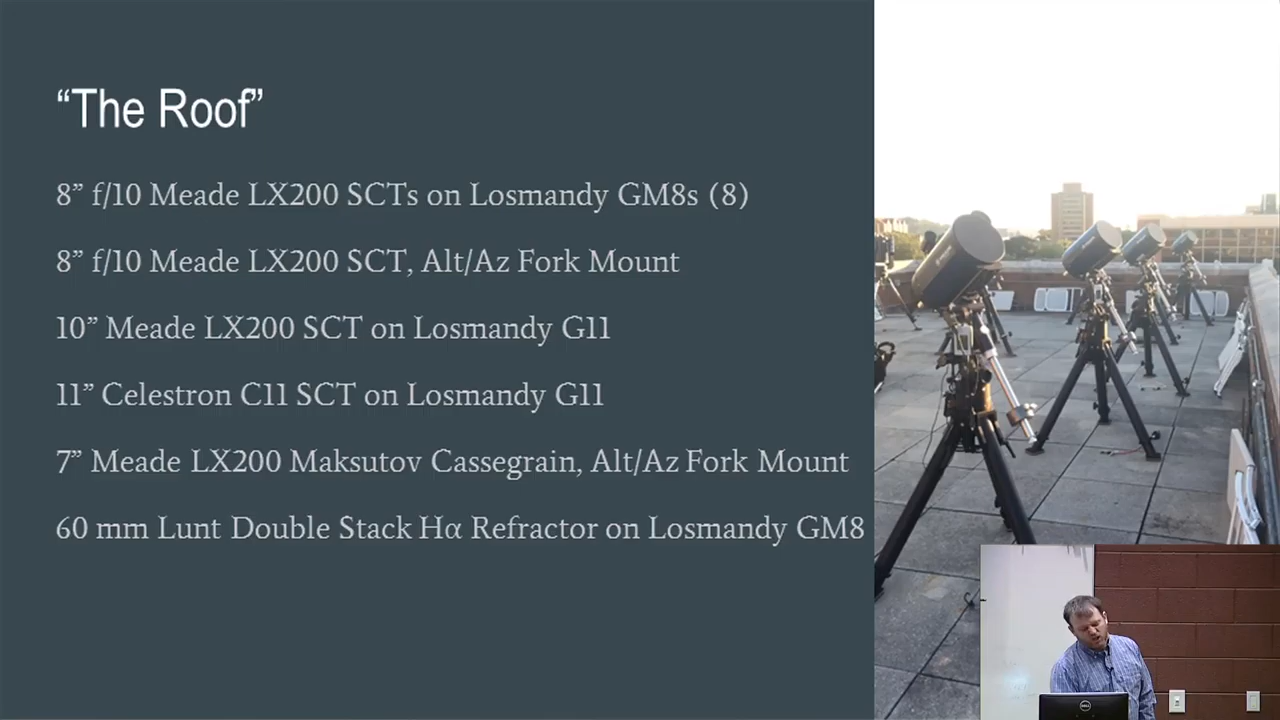 “The Roof”
8” f/10 Meade LX200 SCTs on Losmandy GM8s (8)
8” f/10 Meade LX200 SCT, Alt/Az Fork Mount
10” Meade LX200 SCT on Losmandy G11
11” Celestron C11 SCT on Losmandy G11
7” Meade LX200 Maksutov Cassegrain, Alt/Az Fork Mount
60 mm Lunt Double Stack Hα Refractor on Losmandy GM8
DELL